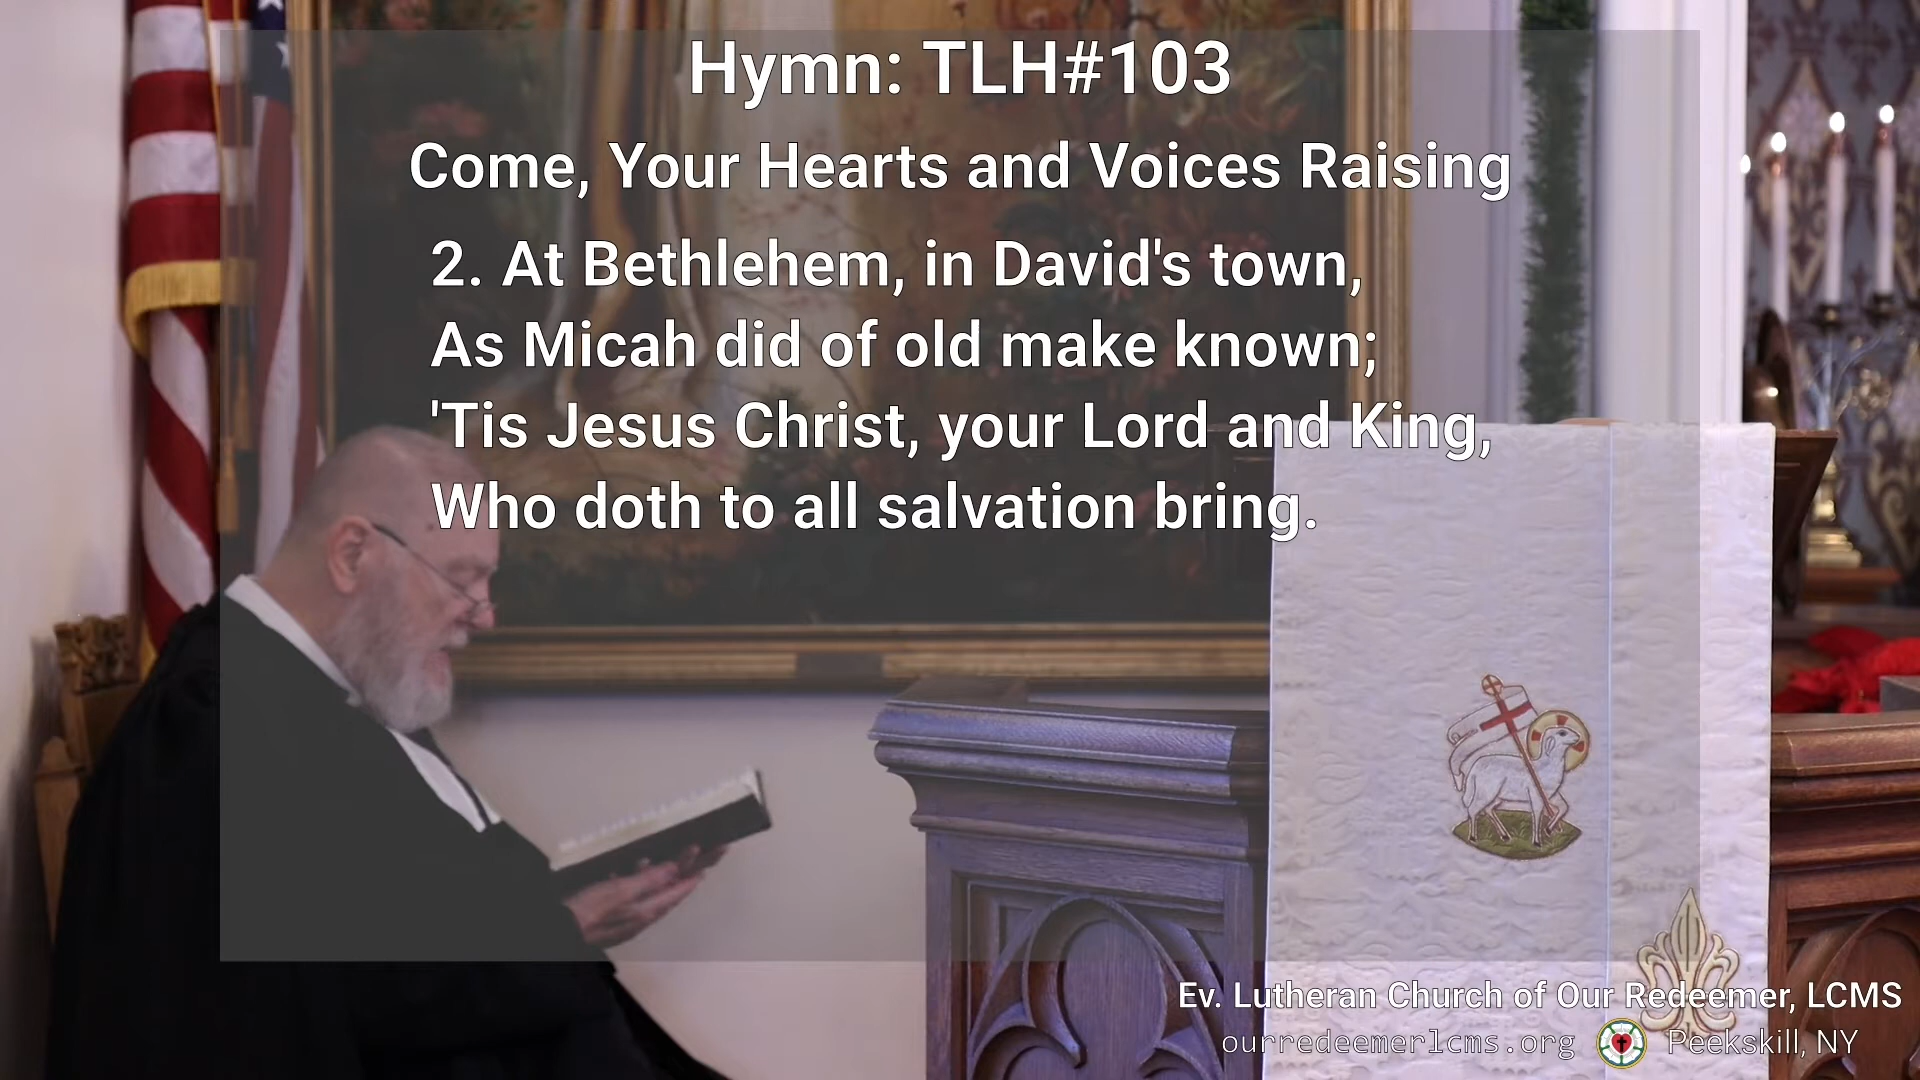 Hymn: TLH#103
Come, Your Hearts and Voices Raising
2. At Bethlehem, in David's town,
As Micah did of old make known;
'Tis Jesus Christ, your Lord and King,
Who doth to all salvation bring.
Ev. Lutheran Church of Our Redeemer, LCMS
ourredeemerlcms.org Peekskill, NY